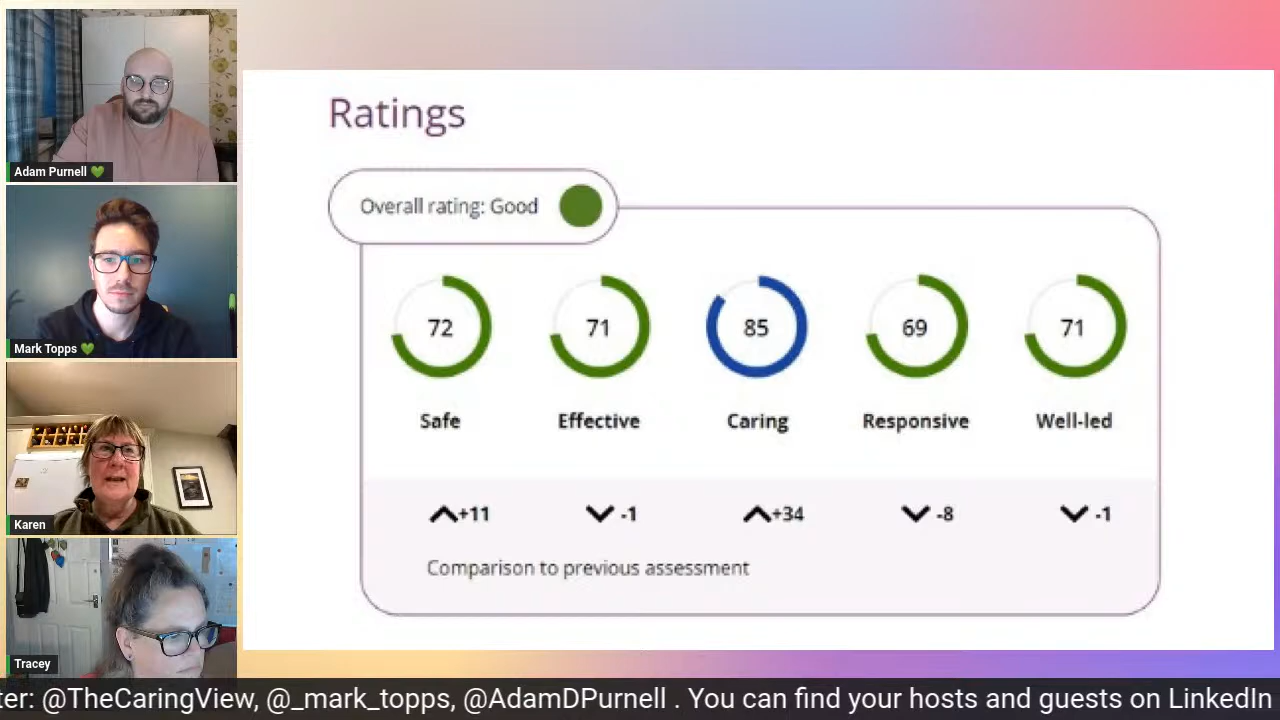 Adam Purnell 💚
Mark Topps 💚
Karen
Tracey
Ratings
Overall rating: Good
72 71 85 69 71
Safe Effective Caring Responsive Well-led
+11 -1 +34 -8 -1
Comparison to previous assessment
ter: @TheCaringView, @_mark_topps, @AdamDPurnell . You can find your hosts and guests on LinkedIn